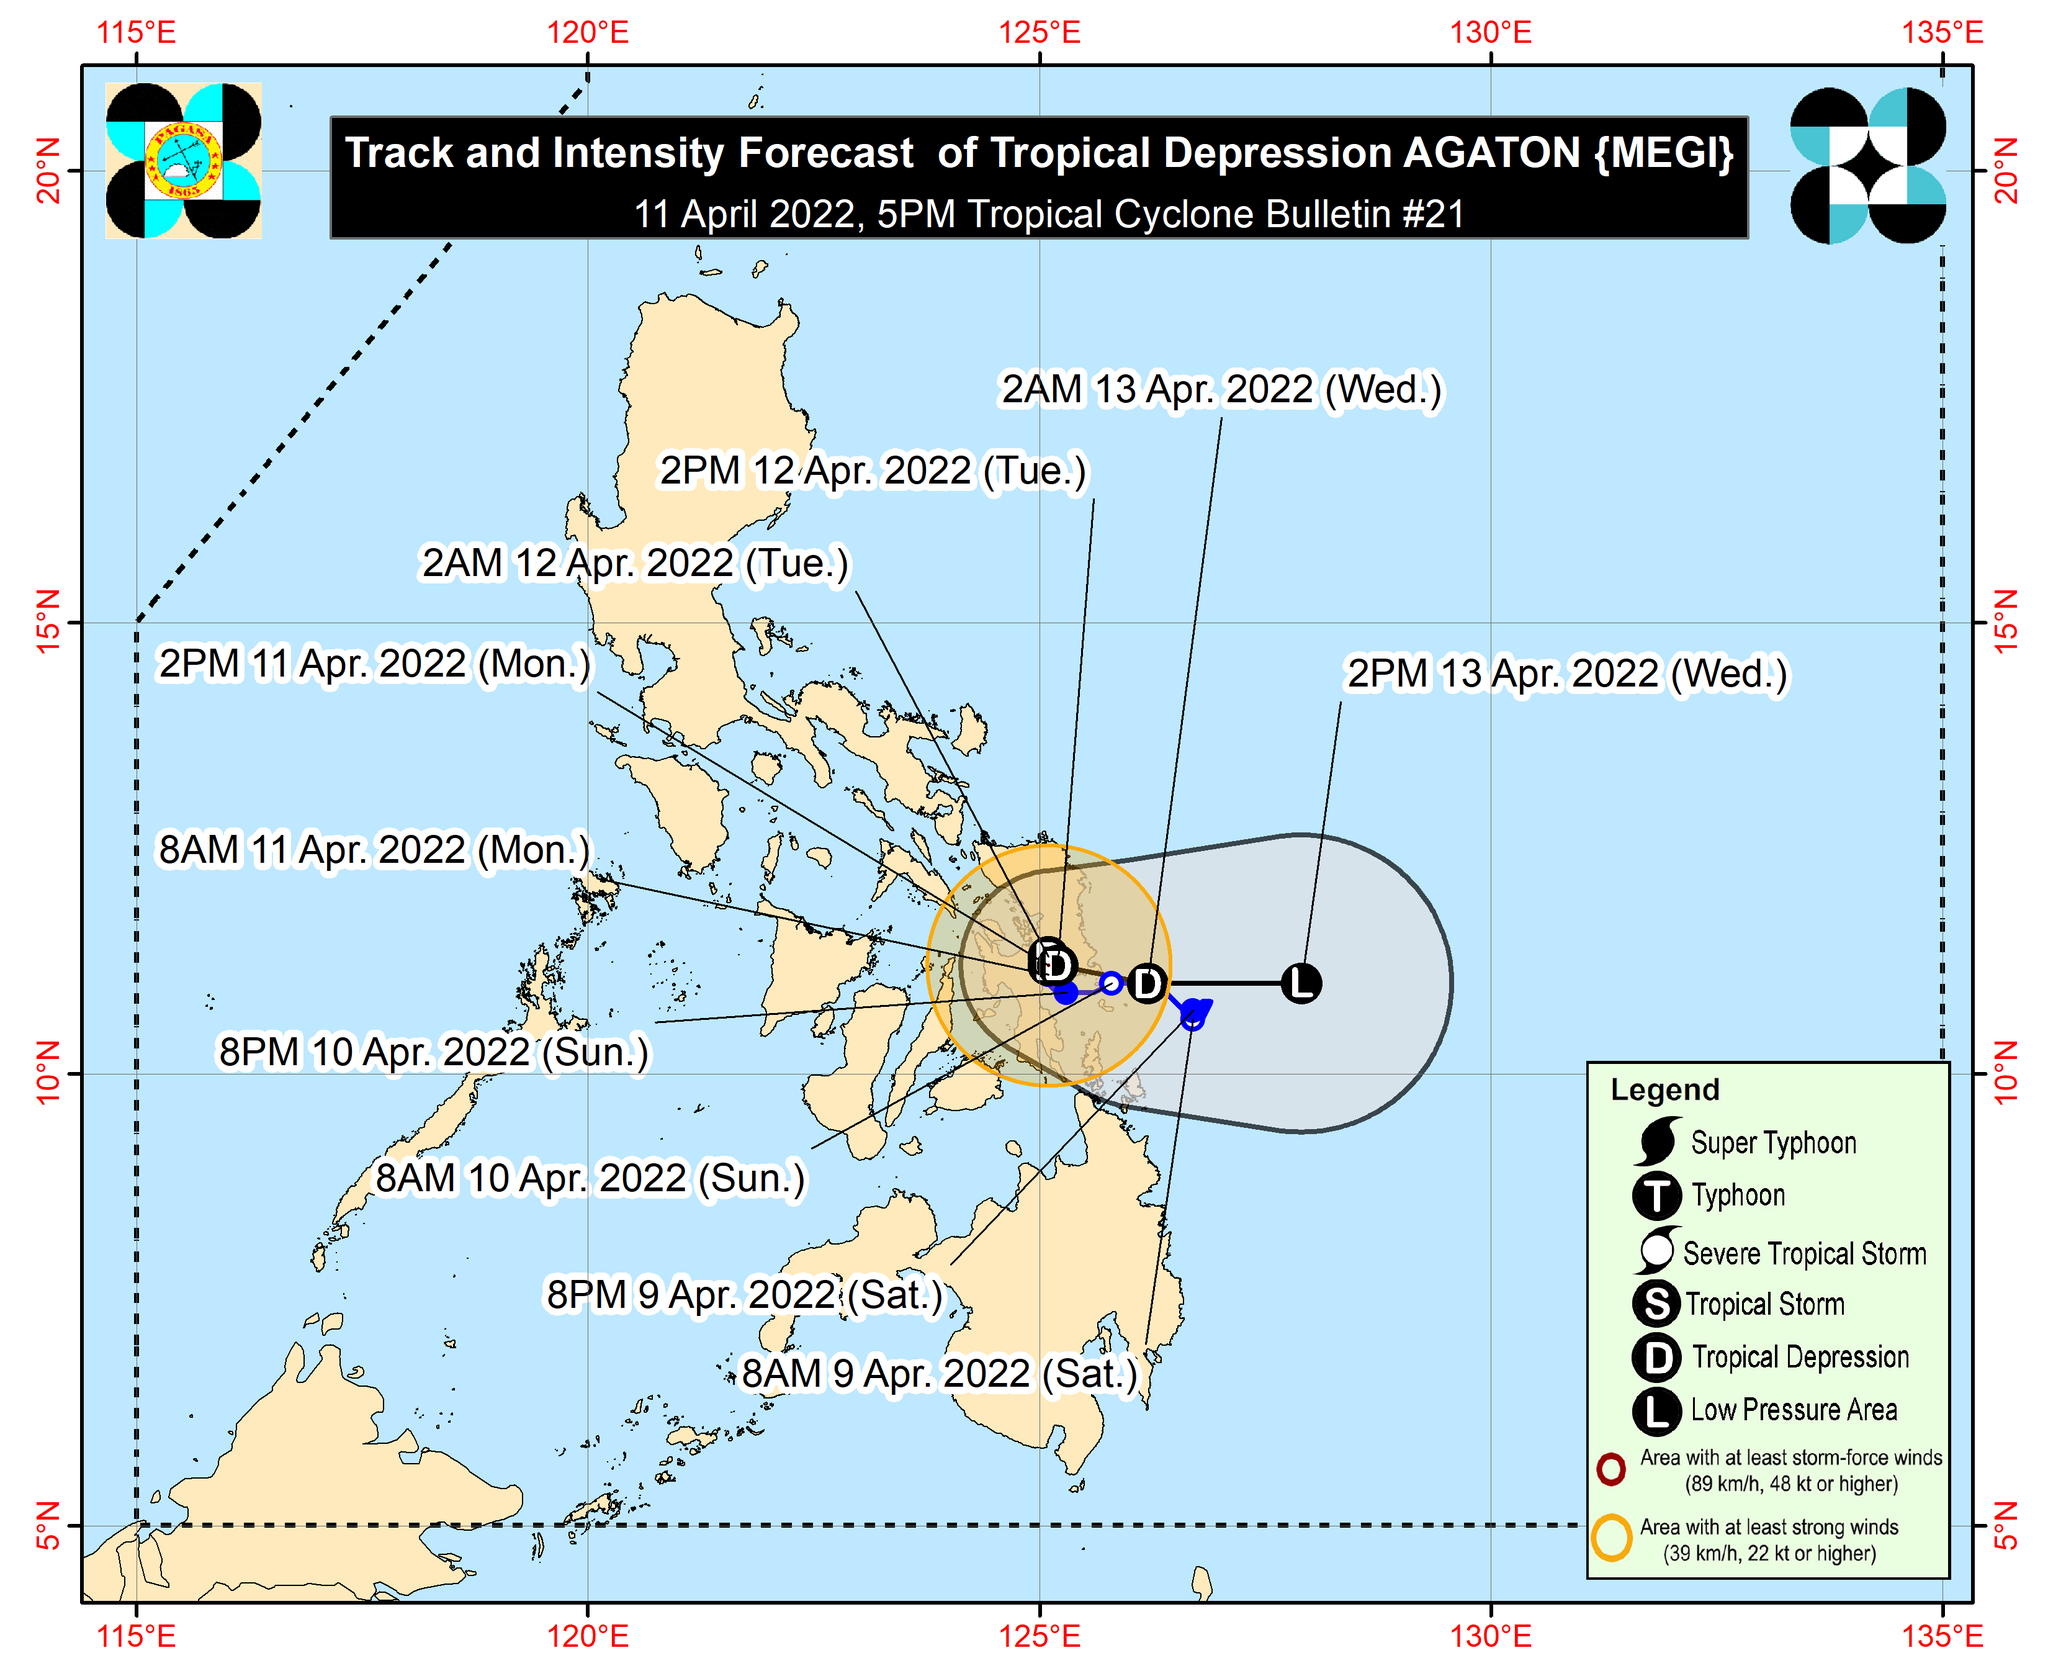 115°E 120°E 125°E 130°E 135°E
PAGASA
1865
Track and Intensity Forecast of Tropical Depression AGATON {MEGI}
11 April 2022, 5PM Tropical Cyclone Bulletin #21
20°N 20°N
2AM 13 Apr. 2022 (Wed.)
2PM 12 Apr. 2022 (Tue.)
2AM 12 Apr. 2022 (Tue.)
15°N 15°N
2PM 11 Apr. 2022 (Mon.)
2PM 13 Apr. 2022 (Wed.)
8AM 11 Apr. 2022 (Mon.)
D D L
8PM 10 Apr. 2022 (Sun.)
10°N 10°N
8AM 10 Apr. 2022 (Sun.)
8PM 9 Apr. 2022 (Sat.)
8AM 9 Apr. 2022 (Sat.)
Legend
Super Typhoon
T Typhoon
Severe Tropical Storm
S Tropical Storm
D Tropical Depression
L Low Pressure Area
Area with at least storm-force winds
(89 km/h, 48 kt or higher)
Area with at least strong winds
(39 km/h, 22 kt or higher)
5°N 5°N
115°E 120°E 125°E 130°E 135°E